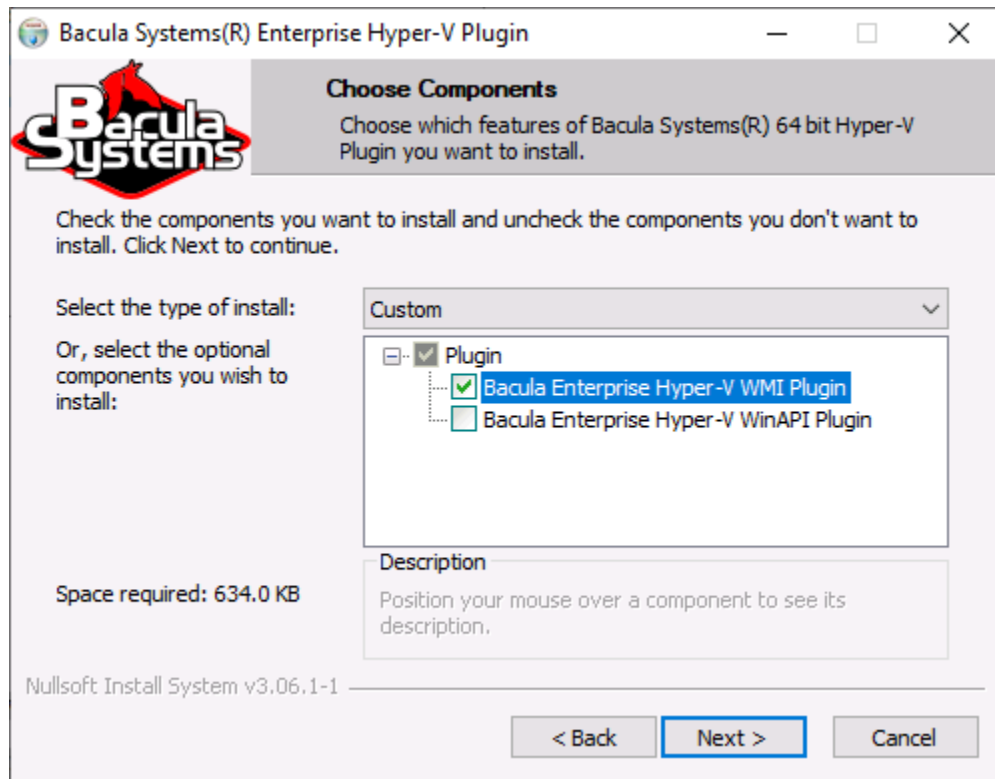 Bacula Systems(R) Enterprise Hyper-V Plugin
Bacula
Systems
Choose Components
Choose which features of Bacula Systems(R) 64 bit Hyper-V
Plugin you want to install.
Check the components you want to install and uncheck the components you don't want to
install. Click Next to continue.
Select the type of install:
Custom
Or, select the optional
components you wish to
install:
Plugin
Bacula Enterprise Hyper-V WMI Plugin
Bacula Enterprise Hyper-V WinAPI Plugin
Space required: 634.0 KB
Description
Position your mouse over a component to see its
description.
Nullsoft Install System v3.06.1-1
< Back
Next >
Cancel